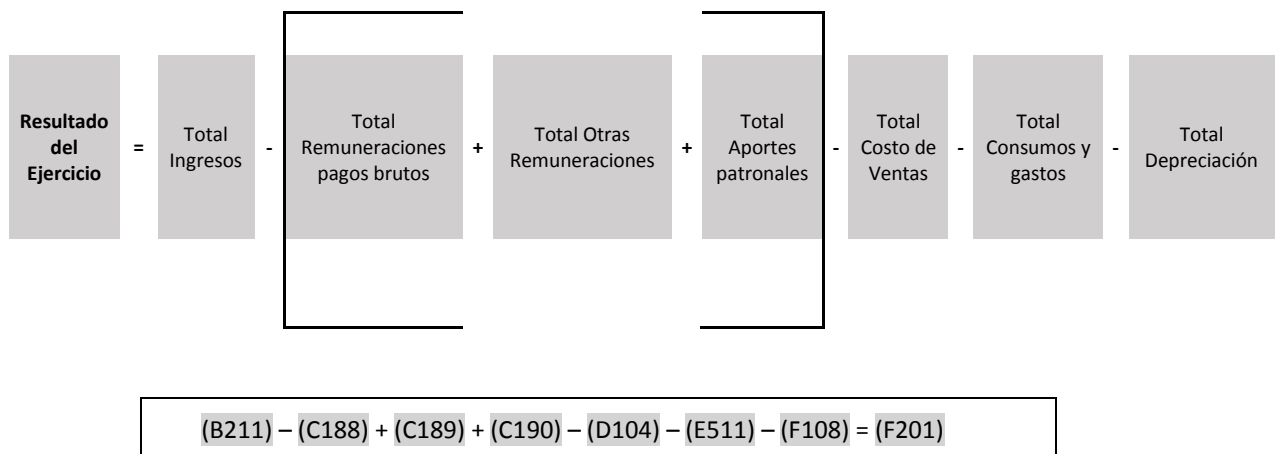 Resultado
del
Ejercicio
=
Total
Ingresos
-
Total
Remuneraciones
pagos brutos
+
Total Otras
Remuneraciones
+
Total
Aportes
patronales
-
Total
Costo de
Ventas
-
Total
Consumos y
gastos
-
Total
Depreciación
(B211) – (C188) + (C189) + (C190) – (D104) – (E511) – (F108) = (F201)